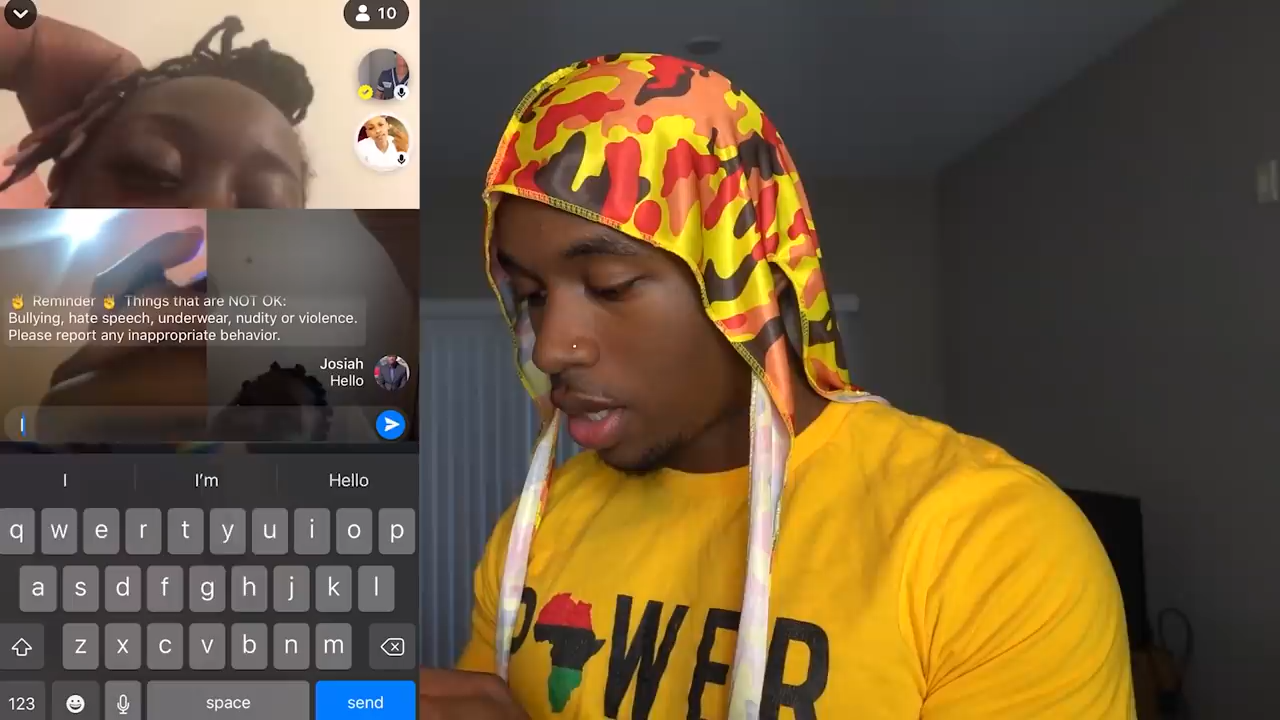 10
✌ Reminder ✌ Things that are NOT OK:
Bullying, hate speech, underwear, nudity or violence.
Please report any inappropriate behavior.
Josiah
Hello
I I'm Hello
q w e r t y u i o p
a s d f g h j k l
z x c v b n m
123 space send
POWER